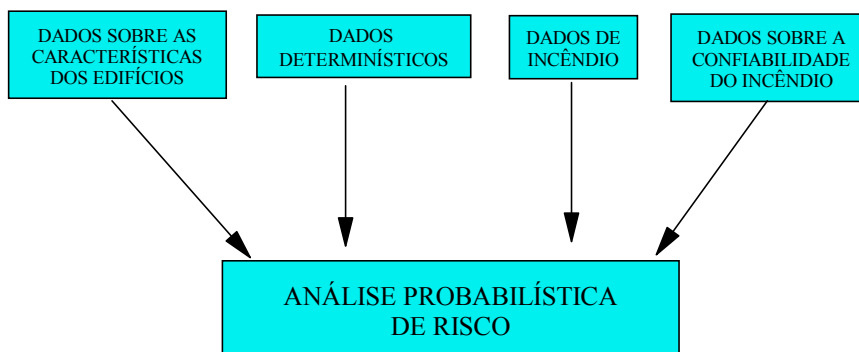 DADOS SOBRE AS
CARACTERÍSTICAS
DOS EDIFÍCIOS
DADOS
DETERMINÍSTICOS
DADOS DE
INCÊNDIO
DADOS SOBRE A
CONFIABILIDADE
DO INCÊNDIO
ANÁLISE PROBABILÍSTICA
DE RISCO